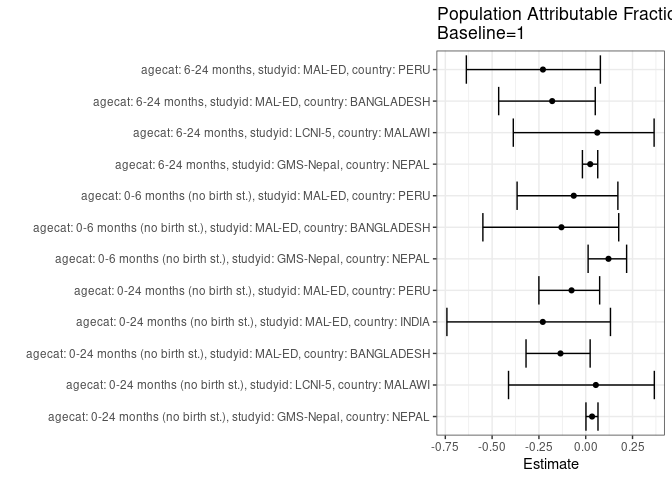 Population Attributable Fractio
Baseline=1
agecat: 6-24 months, studyid: MAL-ED, country: PERU
agecat: 6-24 months, studyid: MAL-ED, country: BANGLADESH
agecat: 6-24 months, studyid: LCNI-5, country: MALAWI
agecat: 6-24 months, studyid: GMS-Nepal, country: NEPAL
agecat: 0-6 months (no birth st.), studyid: MAL-ED, country: PERU
agecat: 0-6 months (no birth st.), studyid: MAL-ED, country: BANGLADESH
agecat: 0-6 months (no birth st.), studyid: GMS-Nepal, country: NEPAL
agecat: 0-24 months (no birth st.), studyid: MAL-ED, country: PERU
agecat: 0-24 months (no birth st.), studyid: MAL-ED, country: INDIA
agecat: 0-24 months (no birth st.), studyid: MAL-ED, country: BANGLADESH
agecat: 0-24 months (no birth st.), studyid: LCNI-5, country: MALAWI
agecat: 0-24 months (no birth st.), studyid: GMS-Nepal, country: NEPAL
-0.75 -0.50 -0.25 0.00 0.25
Estimate